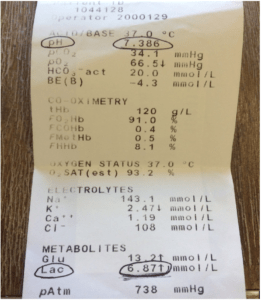 1044128
Operator 2000129
ACID/BASE 37.0 °C
pH 7.386
pCO₂ 34.1 mmHg
pO₂ 66.5↓ mmHg
HCO₃⁻act 20.0 mmol/L
BE(B) -4.3 mmol/L
CO-OXIMETRY
tHb 120 g/L
FO₂Hb 91.0 %
FCOHb 0.4 %
FMetHb 0.5 %
FHHb 8.1 %
OXYGEN STATUS 37.0 °C
O₂SAT(est) 93.2 %
ELECTROLYTES
Na⁺ 143.1 mmol/L
K⁺ 2.47↓ mmol/L
Ca⁺⁺ 1.19 mmol/L
Cl⁻ 108 mmol/L
METABOLITES
Glu 13.2↑ mmol/L
Lac 6.87↑ mmol/L
pAtm 738 mmHg